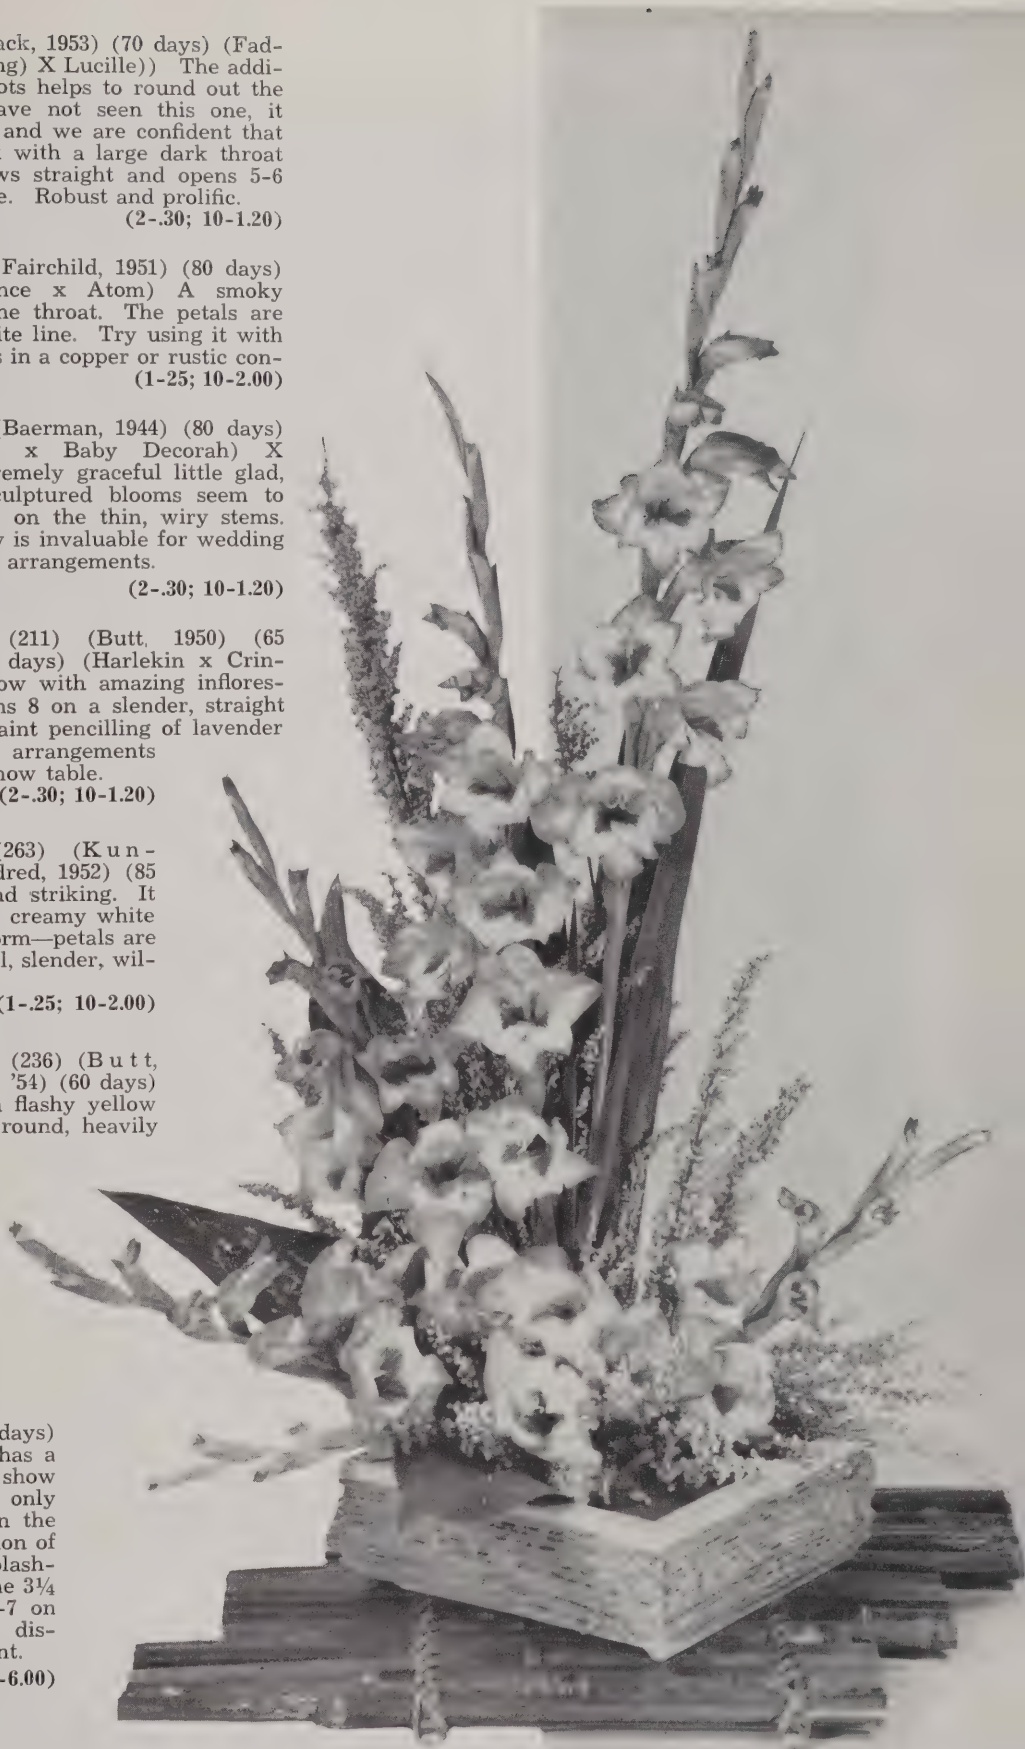 ack, 1953) (70 days) (Fad-
ng) X Lucille)) The addi-
ots helps to round out the
ave not seen this one, it
and we are confident that
with a large dark throat
ws straight and opens 5-6
e. Robust and prolific.
(2-.30; 10-1.20)
Fairchild, 1951) (80 days)
nce x Atom) A smoky
ne throat. The petals are
ite line. Try using it with
s in a copper or rustic con-
(1-25; 10-2.00)
Baerman, 1944) (80 days)
x Baby Decorah) X
remely graceful little glad,
culptured blooms seem to
on the thin, wiry stems.
y is invaluable for wedding
arrangements.
(2-.30; 10-1.20)
(211) (Butt, 1950) (65
days) (Harlekin x Crin-
ow with amazing inflores-
ns 8 on a slender, straight
aint pencilling of lavender
arrangements
now table.
(2-.30; 10-1.20)
263) (Kun-
dred, 1952) (85
nd striking. It
creamy white
orm—petals are
l, slender, wil-
(1-.25; 10-2.00)
(236) (Butt,
'54) (60 days)
flashy yellow
round, heavily
days)
has a
show
only
n the
ion of
plash-
ne 3¼
-7 on
dis-
nt.
-6.00)